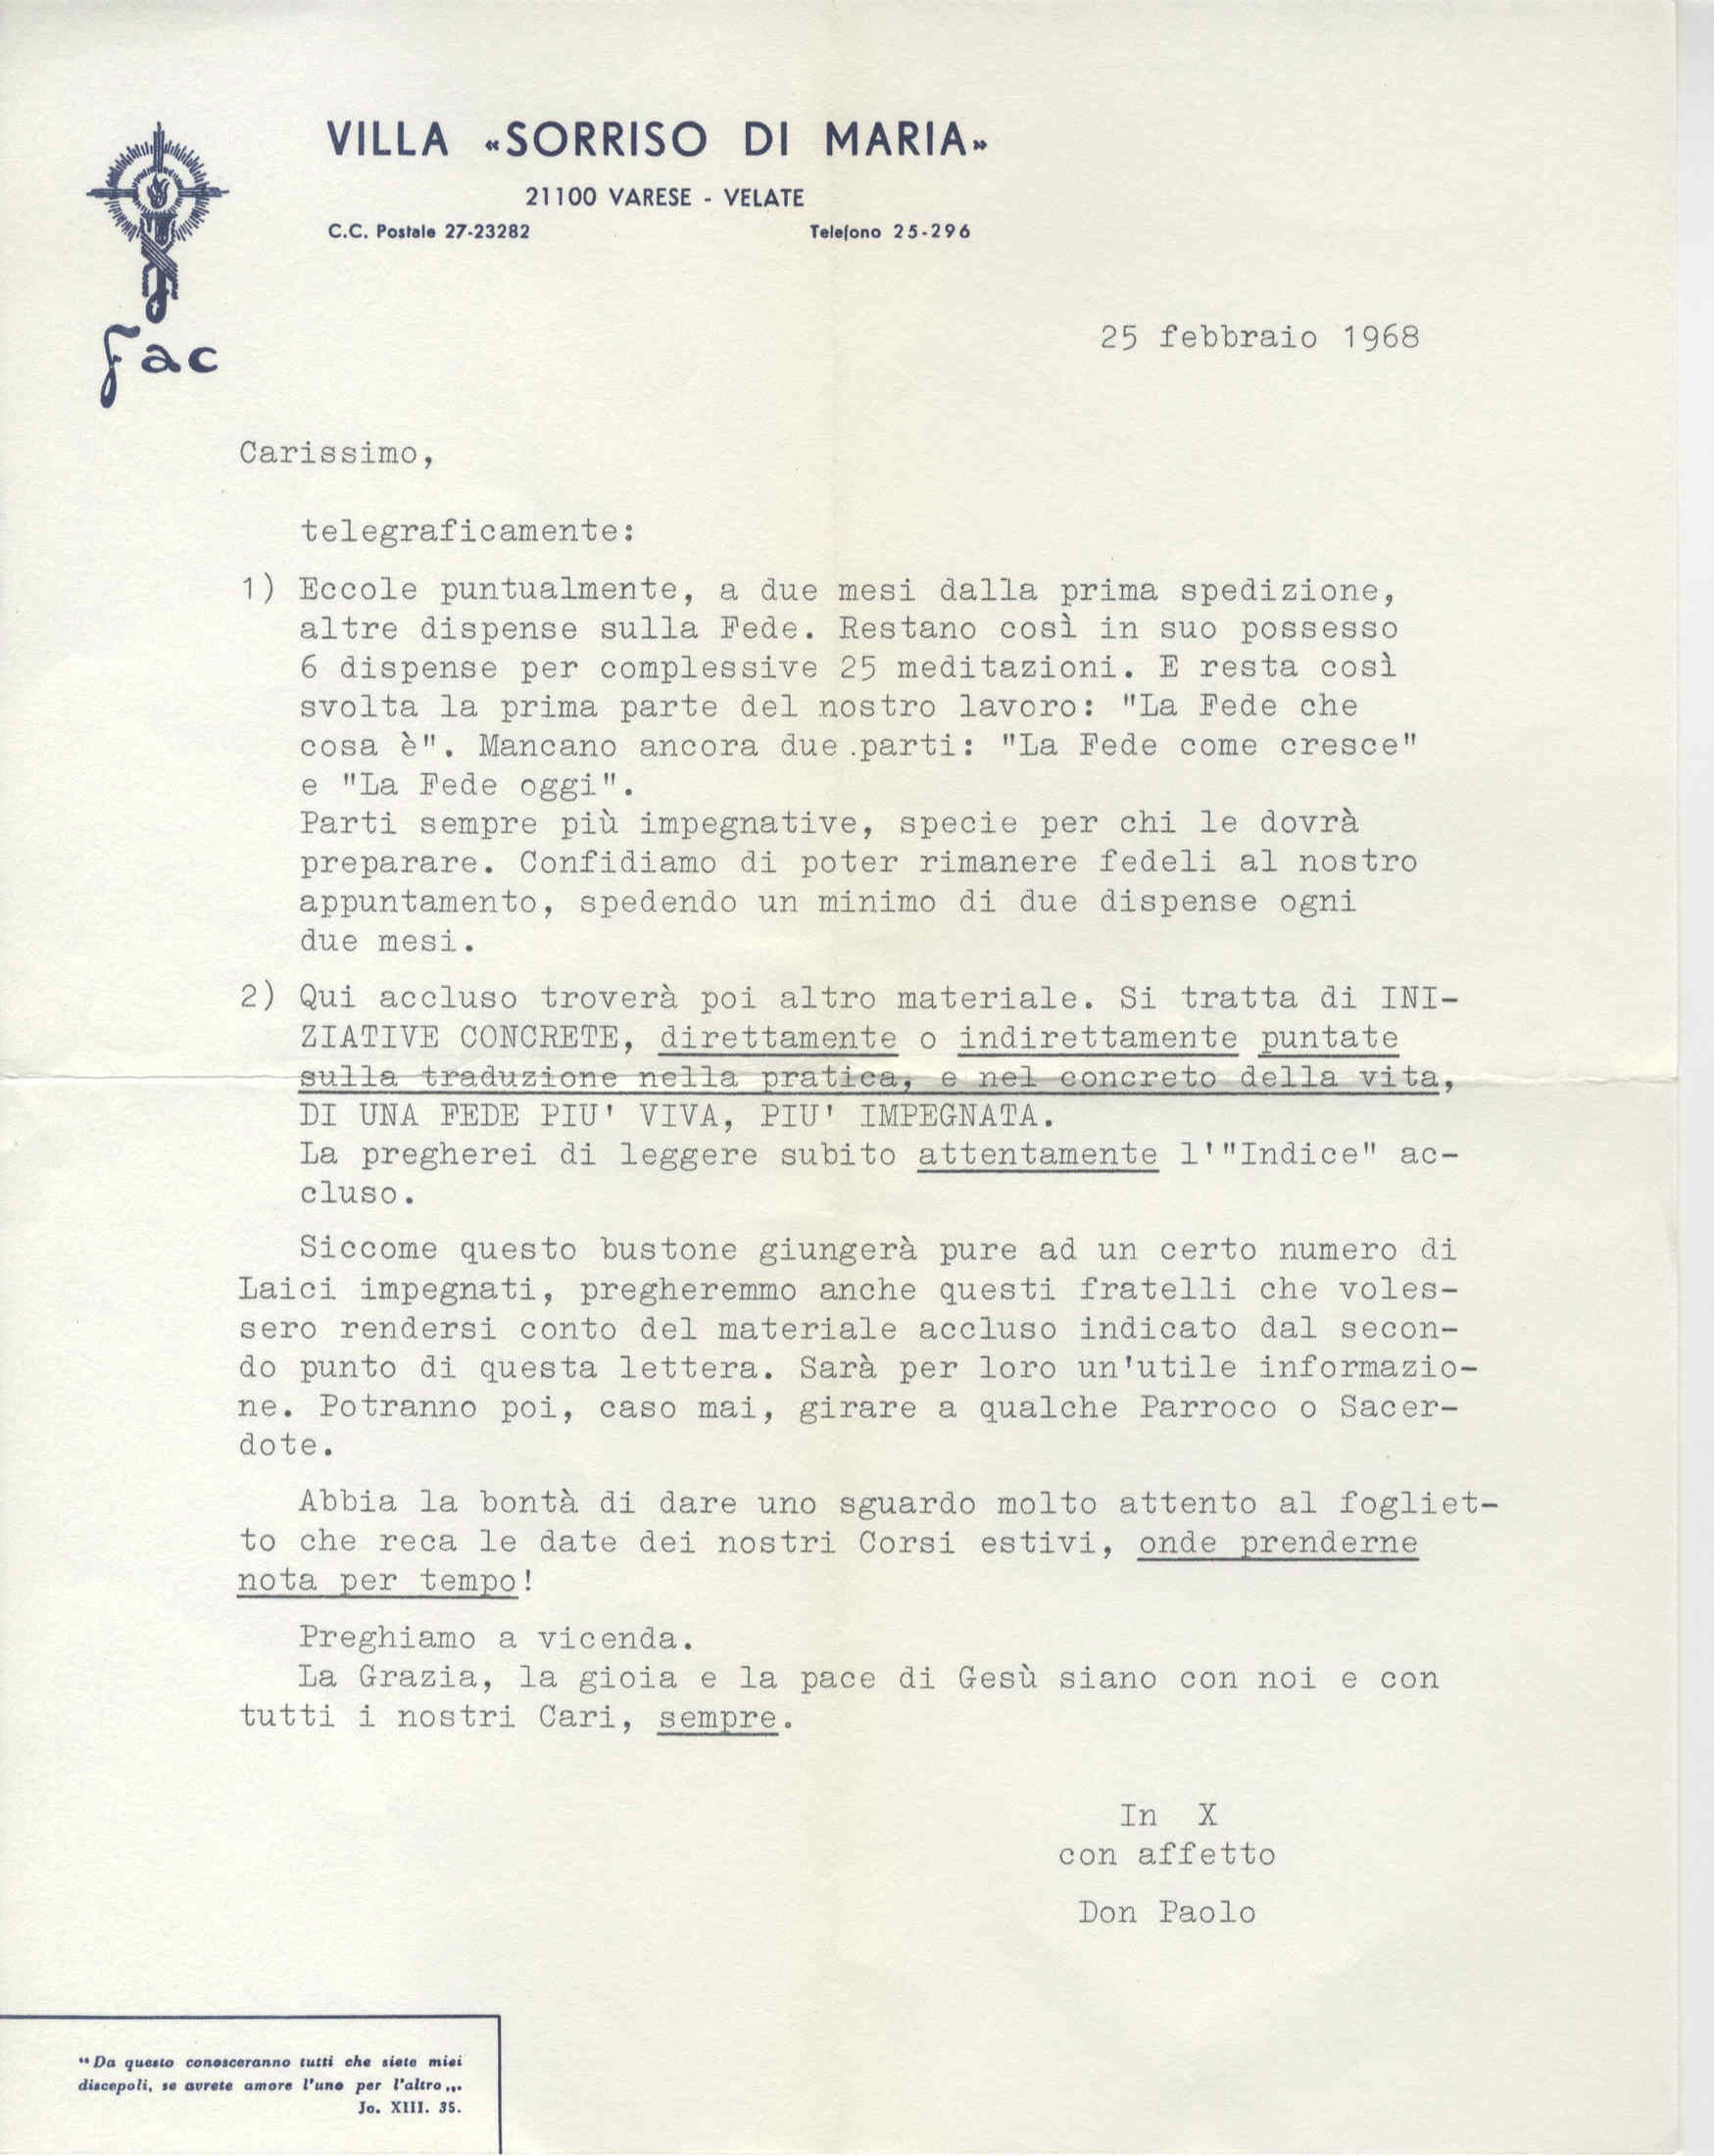 VILLA «SORRISO DI MARIA»
21100 VARESE - VELATE
C.C. Postale 27-23282 Telefono 25-296
fac
25 febbraio 1968
Carissimo,
telegraficamente:
1) Eccole puntualmente, a due mesi dalla prima spedizione,
altre dispense sulla Fede. Restano così in suo possesso
6 dispense per complessive 25 meditazioni. E resta così
svolta la prima parte del nostro lavoro: "La Fede che
cosa è". Mancano ancora due .parti: "La Fede come cresce"
e "La Fede oggi".
Parti sempre più impegnative, specie per chi le dovrà
preparare. Confidiamo di poter rimanere fedeli al nostro
appuntamento, spedendo un minimo di due dispense ogni
due mesi.
2) Qui accluso troverà poi altro materiale. Si tratta di INI-
ZIATIVE CONCRETE, direttamente o indirettamente puntate
sulla traduzione nella pratica, e nel concreto della vita,
DI UNA FEDE PIU' VIVA, PIU' IMPEGNATA.
La pregherei di leggere subito attentamente l'"Indice" ac-
cluso.
Siccome questo bustone giungerà pure ad un certo numero di
Laici impegnati, pregheremmo anche questi fratelli che voles-
sero rendersi conto del materiale accluso indicato dal secon-
do punto di questa lettera. Sarà per loro un'utile informazio-
ne. Potranno poi, caso mai, girare a qualche Parroco o Sacer-
dote.
Abbia la bontà di dare uno sguardo molto attento al fogliet-
to che reca le date dei nostri Corsi estivi, onde prenderne
nota per tempo!
Preghiamo a vicenda.
La Grazia, la gioia e la pace di Gesù siano con noi e con
tutti i nostri Cari, sempre.
In X
con affetto
Don Paolo
"Da questo conosceranno tutti che siete miei
discepoli, se avrete amore l'uno per l'altro„.
Jo. XIII. 35.